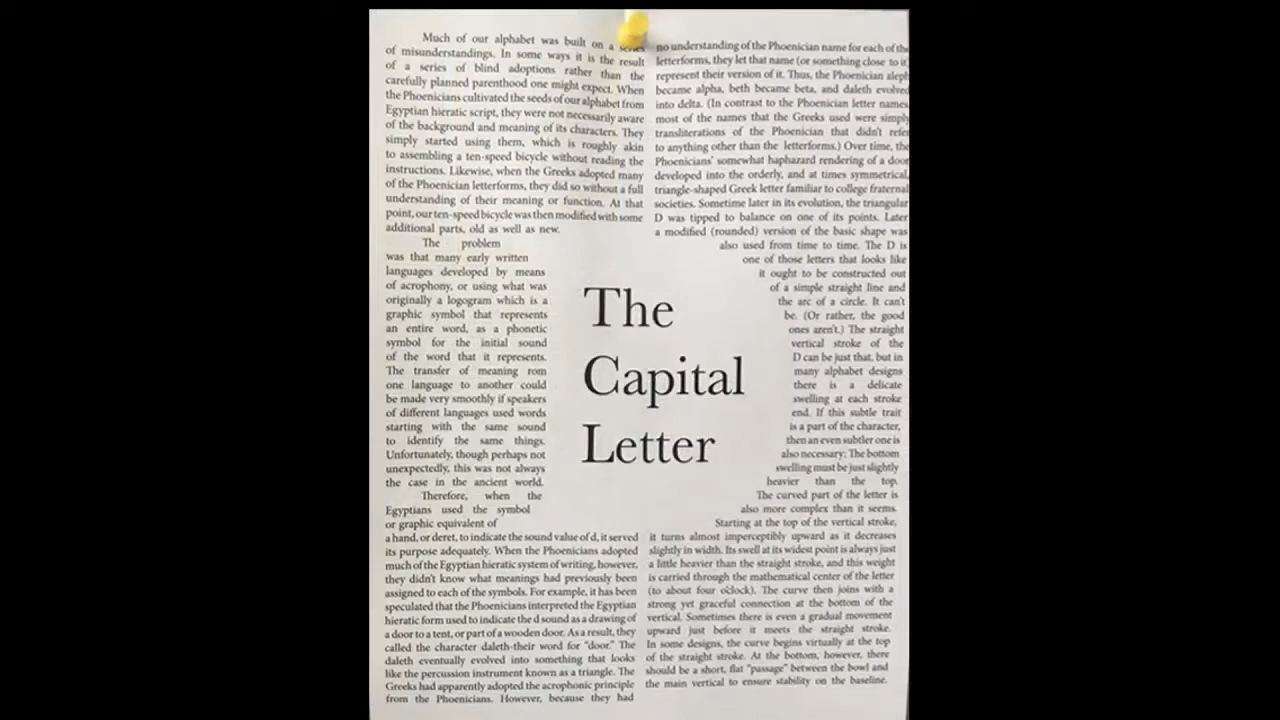 Much of our alphabet was built on a series
of misunderstandings. In some ways it is the result
of a series of blind adoptions rather than the
carefully planned parenthood one might expect. When
the Phoenicians cultivated the seeds of our alphabet from
Egyptian hieratic script, they were not necessarily aware
of the background and meaning of its characters. They
simply started using them, which is roughly akin
to assembling a ten-speed bicycle without reading the
instructions. Likewise, when the Greeks adopted many
of the Phoenician letterforms, they did so without a full
understanding of their meaning or function. At that
point, our ten-speed bicycle was then modified with some
additional parts, old as well as new.
The problem
was that many early written
languages developed by means
of acrophony, or using what was
originally a logogram which is a
graphic symbol that represents
an entire word, as a phonetic
symbol for the initial sound
of the word that it represents.
The transfer of meaning rom
one language to another could
be made very smoothly if speakers
of different languages used words
starting with the same sound
to identify the same things.
Unfortunately, though perhaps not
unexpectedly, this was not always
the case in the ancient world.
Therefore, when the
Egyptians used the symbol
or graphic equivalent of
a hand, or deret, to indicate the sound value of d, it served
its purpose adequately. When the Phoenicians adopted
much of the Egyptian hieratic system of writing, however,
they didn't know what meanings had previously been
assigned to each of the symbols. For example, it has been
speculated that the Phoenicians interpreted the Egyptian
hieratic form used to indicate the d sound as a drawing of
a door to a tent, or part of a wooden door. As a result, they
called the character daleth-their word for "door." The
daleth eventually evolved into something that looks
like the percussion instrument known as a triangle. The
Greeks had apparently adopted the acrophonic principle
from the Phoenicians. However, because they had
The
Capital
Letter
no understanding of the Phoenician name for each of the
letterforms, they let that name (or something close to it)
represent their version of it. Thus, the Phoenician aleph
became alpha, beth became beta, and daleth evolved
into delta. (In contrast to the Phoenician letter names
most of the names that the Greeks used were simply
transliterations of the Phoenician that didn't refer
to anything other than the letterforms.) Over time, the
Phoenicians' somewhat haphazard rendering of a door
developed into the orderly, and at times symmetrical,
triangle-shaped Greek letter familiar to college fraternal
societies. Sometime later in its evolution, the triangular
D was tipped to balance on one of its points. Later
a modified (rounded) version of the basic shape was
also used from time to time. The D is
one of those letters that looks like
it ought to be constructed out
of a simple straight line and
the arc of a circle. It can't
be. (Or rather, the good
ones aren't.) The straight
vertical stroke of the
D can be just that, but in
many alphabet designs
there is a delicate
swelling at each stroke
end. If this subtle trait
is a part of the character,
then an even subtler one is
also necessary: The bottom
swelling must be just slightly
heavier than the top.
The curved part of the letter is
also more complex than it seems.
Starting at the top of the vertical stroke,
it turns almost imperceptibly upward as it decreases
slightly in width. Its swell at its widest point is always just
a little heavier than the straight stroke, and this weight
is carried through the mathematical center of the letter
(to about four o'clock). The curve then joins with a
strong yet graceful connection at the bottom of the
vertical. Sometimes there is even a gradual movement
upward just before it meets the straight stroke.
In some designs, the curve begins virtually at the top
of the straight stroke. At the bottom, however, there
should be a short, flat "passage" between the bowl and
the main vertical to ensure stability on the baseline.